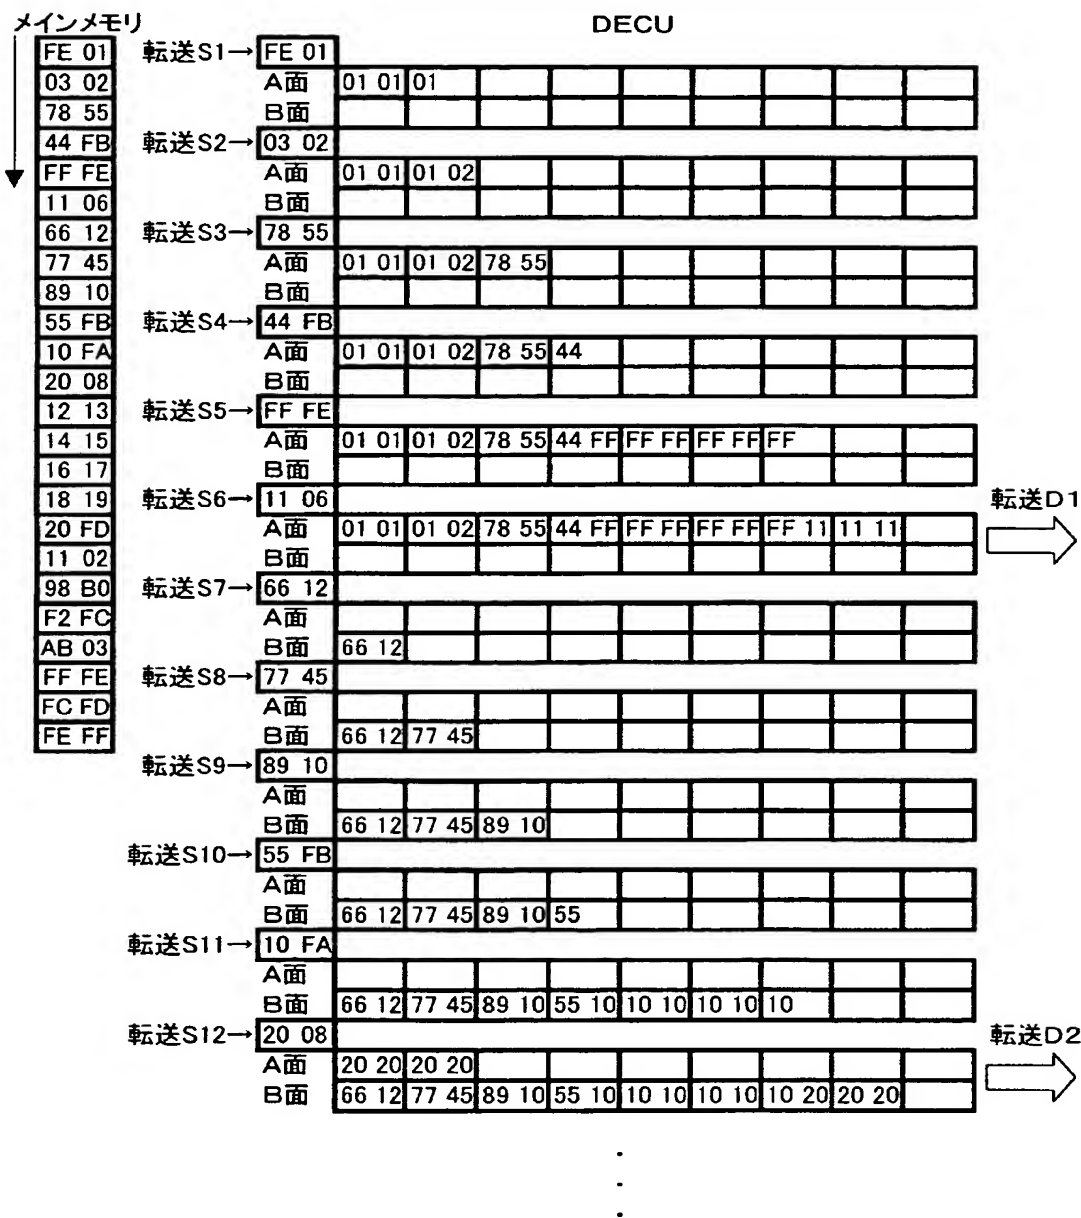 メインメモリ DECU
FE 01 転送S1→ FE 01
03 02 A面 01 01 01
78 55 B面
44 FB 転送S2→ 03 02
FF FE A面 01 01 01 02
11 06 B面
66 12 転送S3→ 78 55
77 45 A面 01 01 01 02 78 55
89 10 B面
55 FB 転送S4→ 44 FB
10 FA A面 01 01 01 02 78 55 44
20 08 B面
12 13 転送S5→ FF FE
14 15 A面 01 01 01 02 78 55 44 FF FF FF FF FF FF
16 17 B面
18 19 転送S6→ 11 06 転送D1
20 FD A面 01 01 01 02 78 55 44 FF FF FF FF FF FF 11 11 11
11 02 B面
98 B0 転送S7→ 66 12
F2 FC A面
AB 03 B面 66 12
FF FE 転送S8→ 77 45
FC FD A面
FE FF B面 66 12 77 45
転送S9→ 89 10
A面
B面 66 12 77 45 89 10
転送S10→ 55 FB
A面
B面 66 12 77 45 89 10 55
転送S11→ 10 FA
A面
B面 66 12 77 45 89 10 55 10 10 10 10 10 10
転送S12→ 20 08 転送D2
A面 20 20 20 20
B面 66 12 77 45 89 10 55 10 10 10 10 10 10 20 20 20